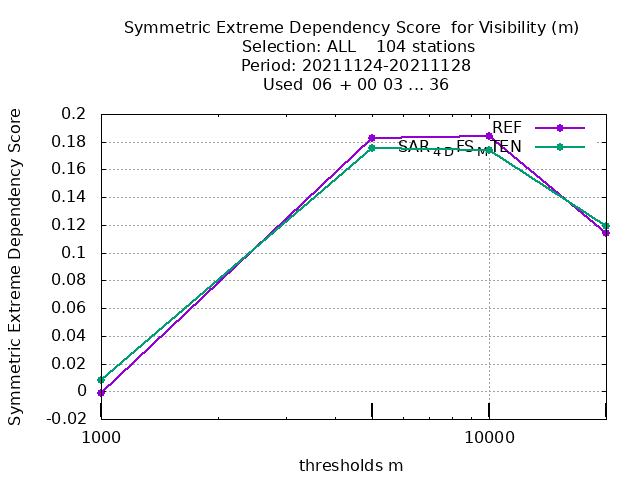 Symmetric Extreme Dependency Score  for Visibility (m)
Selection: ALL    104 stations
Period: 20211124-20211128
Used  06 + 00 03 ... 36
Symmetric Extreme Dependency Score
0.2
0.18
0.16
0.14
0.12
0.1
0.08
0.06
0.04
0.02
0
-0.02
REF
SAR_4DES_MTEN
1000
10000
thresholds m